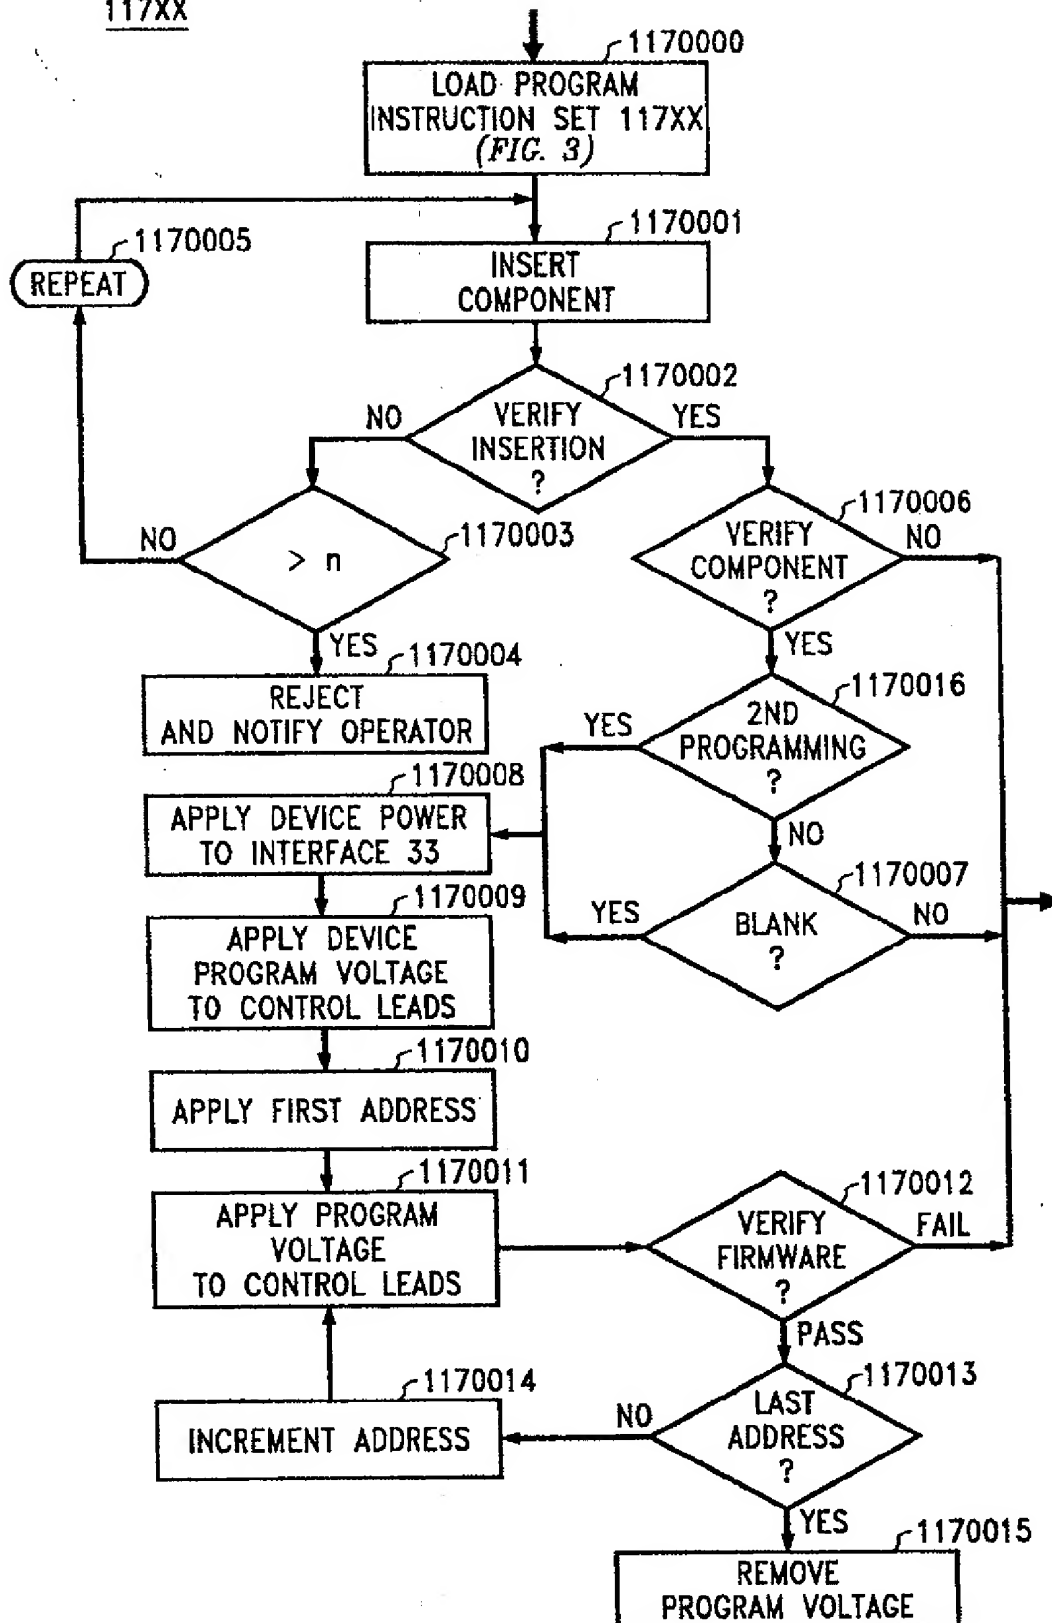 117XX
1170000
LOAD PROGRAM
INSTRUCTION SET 117XX
(FIG. 3)
1170005
REPEAT
1170001
INSERT
COMPONENT
1170002
NO
VERIFY
INSERTION
?
YES
1170003
NO
> n
YES
1170006
VERIFY
COMPONENT
?
NO
YES
1170004
REJECT
AND NOTIFY OPERATOR
1170016
YES
2ND
PROGRAMMING
?
NO
1170008
APPLY DEVICE POWER
TO INTERFACE 33
1170007
YES
BLANK
?
NO
1170009
APPLY DEVICE
PROGRAM VOLTAGE
TO CONTROL LEADS
1170010
APPLY FIRST ADDRESS
1170011
APPLY PROGRAM
VOLTAGE
TO CONTROL LEADS
1170012
VERIFY
FIRMWARE
?
FAIL
PASS
1170014
INCREMENT ADDRESS
1170013
NO
LAST
ADDRESS
?
YES
1170015
REMOVE
PROGRAM VOLTAGE